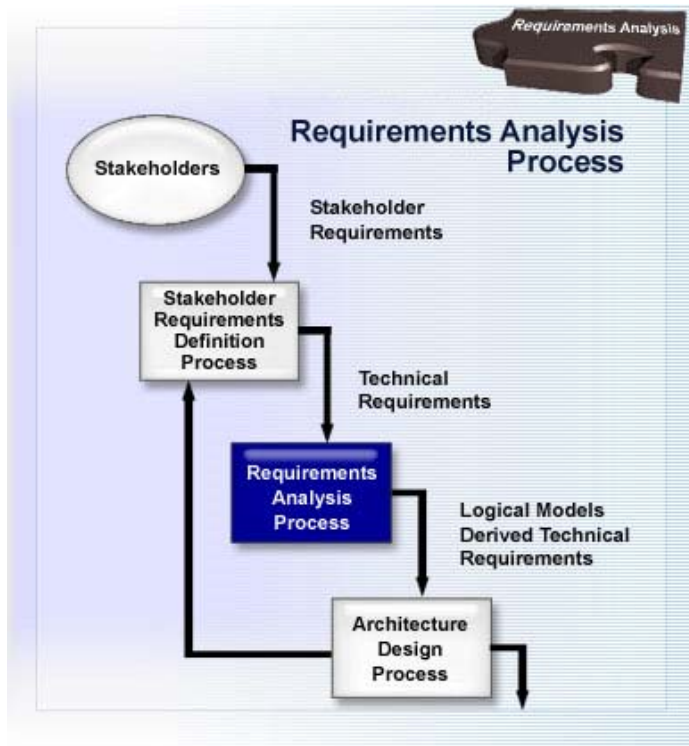 Requirements Analysis
Requirements Analysis
Process
Stakeholders
Stakeholder
Requirements
Stakeholder
Requirements
Definition
Process
Technical
Requirements
Requirements
Analysis
Process
Logical Models
Derived Technical
Requirements
Architecture
Design
Process